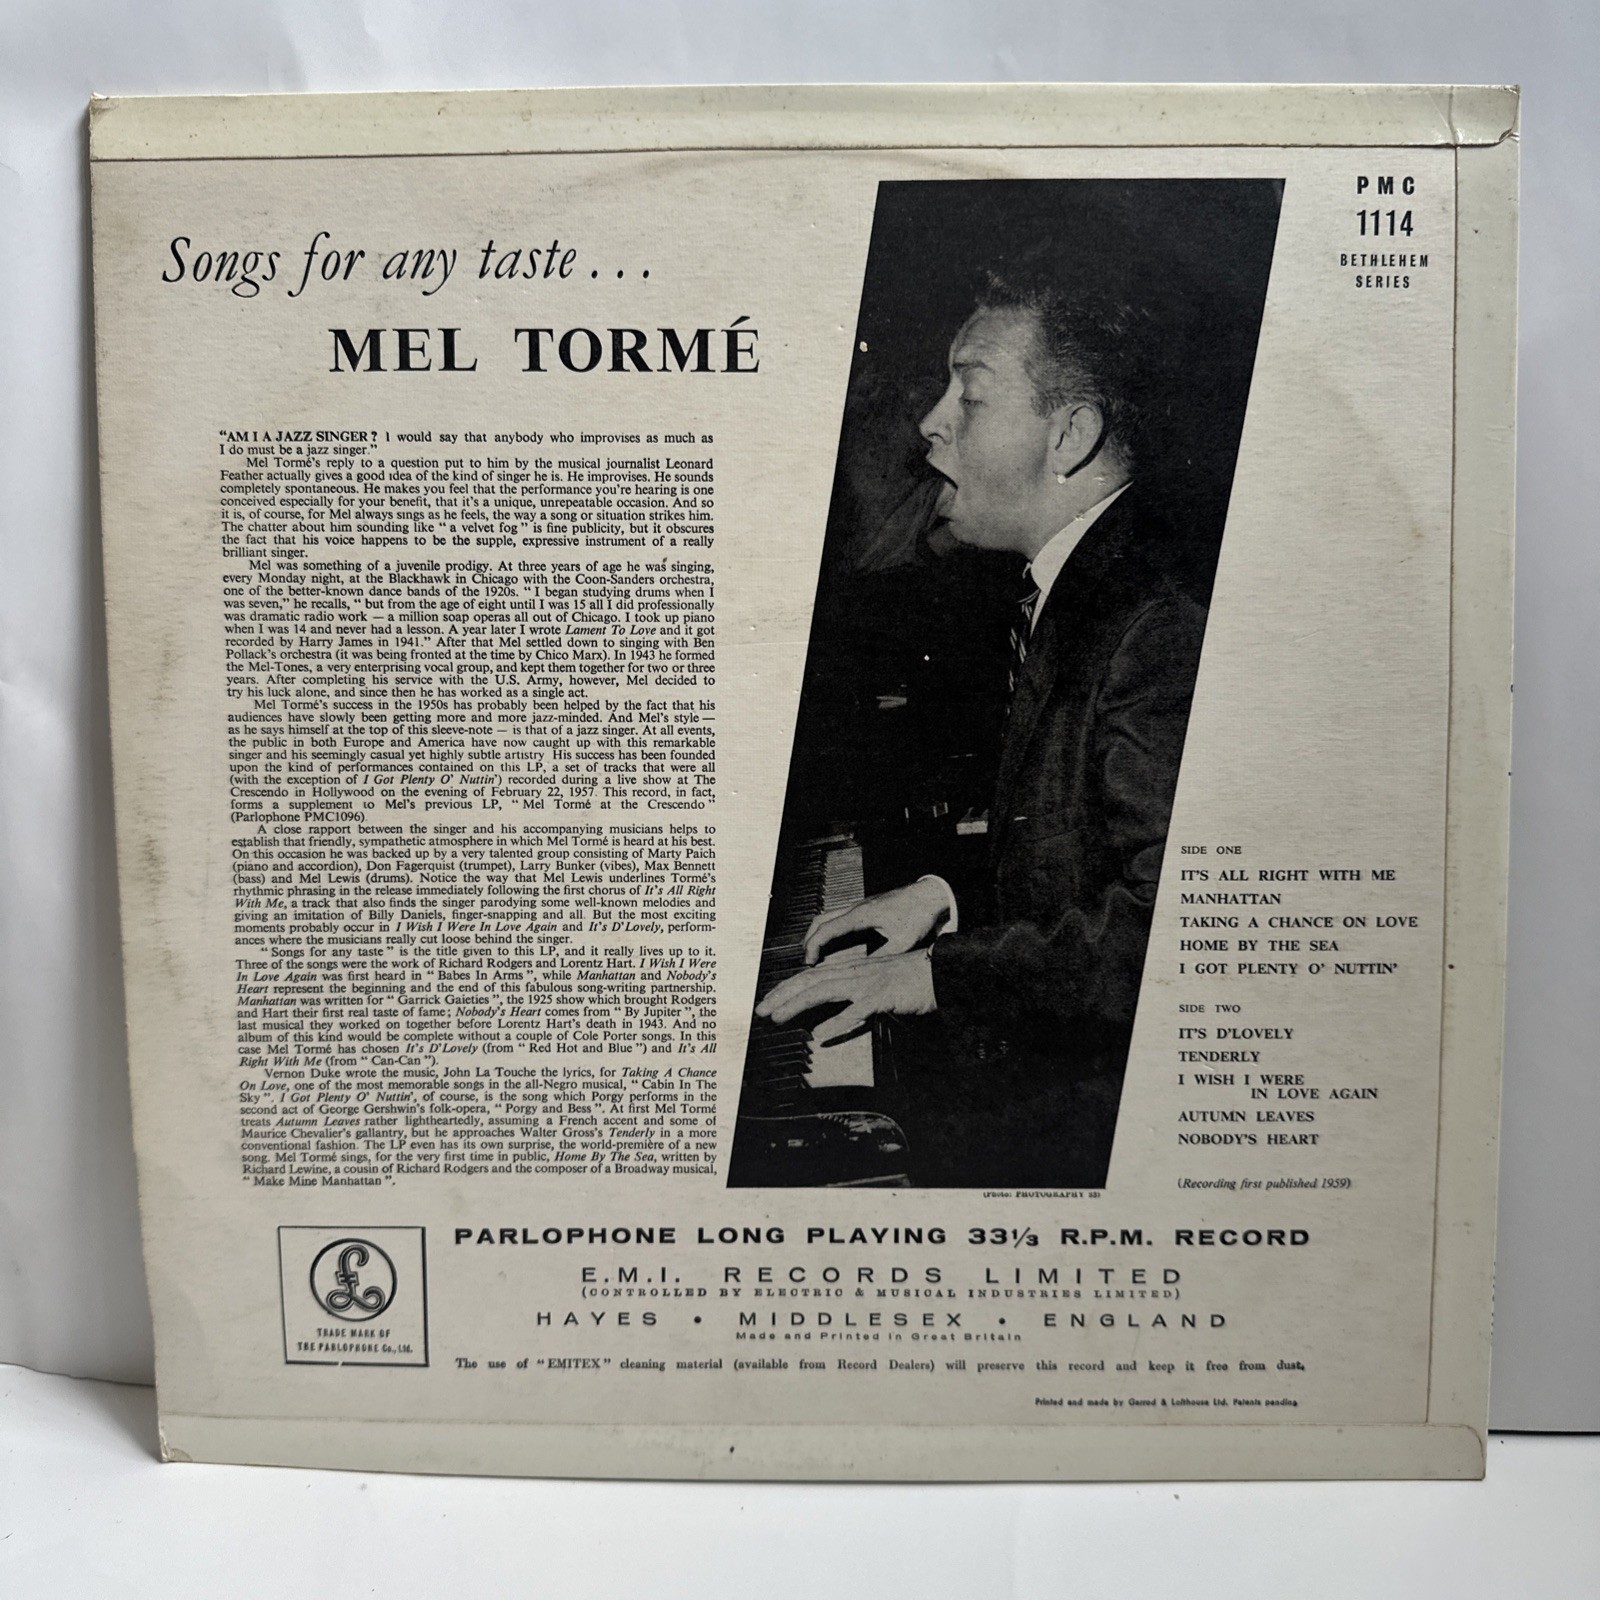 Songs for any taste...
MEL TORMÉ
PMC
1114
BETHLEHEM
SERIES
"AM I A JAZZ SINGER? I would say that anybody who improvises as much as
I do must be a jazz singer."
Mel Tormé's reply to a question put to him by the musical journalist Leonard
Feather actually gives a good idea of the kind of singer he is. He improvises. He sounds
completely spontaneous. He makes you feel that the performance you're hearing is one
conceived especially for your benefit, that it's a unique, unrepeatable occasion. And so
it is, of course, for Mel always sings as he feels, the way a song or situation strikes him.
The chatter about him sounding like "a velvet fog" is fine publicity, but it obscures
the fact that his voice happens to be the supple, expressive instrument of a really
brilliant singer.
Mel was something of a juvenile prodigy. At three years of age he was singing,
every Monday night, at the Blackhawk in Chicago with the Coon-Sanders orchestra,
one of the better-known dance bands of the 1920s. "I began studying drums when I
was seven," he recalls, "but from the age of eight until I was 15 all I did professionally
was dramatic radio work — a million soap operas all out of Chicago. I took up piano
when I was 14 and never had a lesson. A year later I wrote Lament To Love and it got
recorded by Harry James in 1941." After that Mel settled down to singing with Ben
Pollack's orchestra (it was being fronted at the time by Chico Marx). In 1943 he formed
the Mel-Tones, a very enterprising vocal group, and kept them together for two or three
years. After completing his service with the U.S. Army, however, Mel decided to
try his luck alone, and since then he has worked as a single act.
Mel Tormé's success in the 1950s has probably been helped by the fact that his
audiences have slowly been getting more and more jazz-minded. And Mel's style —
as he says himself at the top of this sleeve-note — is that of a jazz singer. At all events,
the public in both Europe and America have now caught up with this remarkable
singer and his seemingly casual yet highly subtle artistry His success has been founded
upon the kind of performances contained on this LP, a set of tracks that were all
(with the exception of I Got Plenty O' Nuttin') recorded during a live show at The
Crescendo in Hollywood on the evening of February 22, 1957. This record, in fact,
forms a supplement to Mel's previous LP, "Mel Tormé at the Crescendo"
(Parlophone PMC1096)
A close rapport between the singer and his accompanying musicians helps to
establish that friendly, sympathetic atmosphere in which Mel Tormé is heard at his best.
On this occasion he was backed up by a very talented group consisting of Marty Paich
(piano and accordion), Don Fagerquist (trumpet), Larry Bunker (vibes), Max Bennett
(bass) and Mel Lewis (drums). Notice the way that Mel Lewis underlines Tormé's
rhythmic phrasing in the release immediately following the first chorus of It's All Right
With Me, a track that also finds the singer parodying some well-known melodies and
giving an imitation of Billy Daniels, finger-snapping and all. But the most exciting
moments probably occur in I Wish I Were In Love Again and It's D'Lovely, perform-
ances where the musicians really cut loose behind the singer.
"Songs for any taste" is the title given to this LP, and it really lives up to it.
Three of the songs were the work of Richard Rodgers and Lorentz Hart. I Wish I Were
In Love Again was first heard in "Babes In Arms", while Manhattan and Nobody's
Heart represent the beginning and the end of this fabulous song-writing partnership.
Manhattan was written for "Garrick Gaieties", the 1925 show which brought Rodgers
and Hart their first real taste of fame; Nobody's Heart comes from "By Jupiter", the
last musical they worked on together before Lorentz Hart's death in 1943. And no
album of this kind would be complete without a couple of Cole Porter songs. In this
case Mel Tormé has chosen It's D'Lovely (from "Red Hot and Blue") and It's All
Right With Me (from "Can-Can").
Vernon Duke wrote the music, John La Touche the lyrics, for Taking A Chance
On Love, one of the most memorable songs in the all-Negro musical, "Cabin In The
Sky". I Got Plenty O' Nuttin', of course, is the song which Porgy performs in the
second act of George Gershwin's folk-opera, "Porgy and Bess". At first Mel Tormé
treats Autumn Leaves rather lightheartedly, assuming a French accent and some of
Maurice Chevalier's gallantry, but he approaches Walter Gross's Tenderly in a more
conventional fashion. The LP even has its own surprise, the world-première of a new
song. Mel Tormé sings, for the very first time in public, Home By The Sea, written by
Richard Lewine, a cousin of Richard Rodgers and the composer of a Broadway musical,
"Make Mine Manhattan".
SIDE ONE
IT'S ALL RIGHT WITH ME
MANHATTAN
TAKING A CHANCE ON LOVE
HOME BY THE SEA
I GOT PLENTY O' NUTTIN'
SIDE TWO
IT'S D'LOVELY
TENDERLY
I WISH I WERE
IN LOVE AGAIN
AUTUMN LEAVES
NOBODY'S HEART
(Recording first published 1959)
(Photo: PHOTOGRAPHY 33)
TRADE MARK OF
THE PARLOPHONE Co., Ltd.
PARLOPHONE LONG PLAYING 33⅓ R.P.M. RECORD
E.M.I. RECORDS LIMITED
(CONTROLLED BY ELECTRIC & MUSICAL INDUSTRIES LIMITED)
HAYES • MIDDLESEX • ENGLAND
Made and Printed in Great Britain
The use of "EMITEX" cleaning material (available from Record Dealers) will preserve this record and keep it free from dust.
Printed and made by Garrod & Lofthouse Ltd. Patents pending